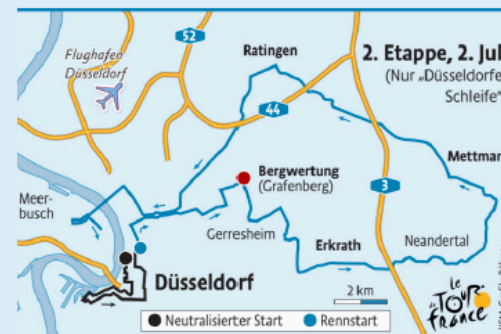 52
Flughafen
Düsseldorf
Ratingen
2. Etappe, 2. Jul
(Nur „Düsseldorfe
Schleife“
44
Mettman
Bergwertung
(Grafenberg)
3
Meer-
busch
Gerresheim
Erkrath
Neandertal
Düsseldorf
2 km
le
TOUR
de
france
Neutralisierter Start
Rennstart